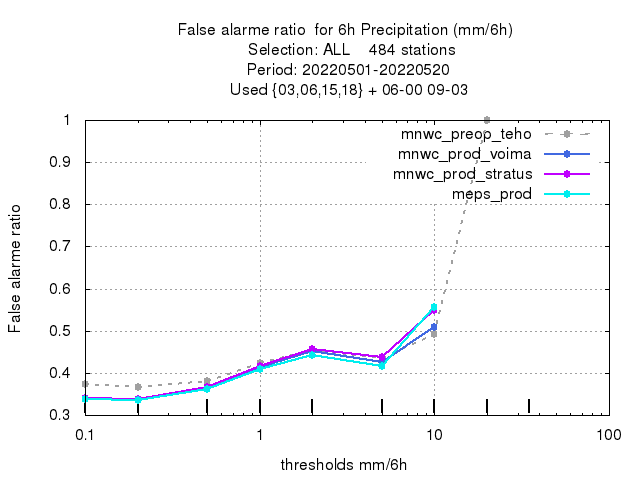 False alarme ratio  for 6h Precipitation (mm/6h)
Selection: ALL    484 stations
Period: 20220501-20220520
Used {03,06,15,18} + 06-00 09-03
1
0.9
0.8
0.7
0.6
0.5
0.4
0.3
False alarme ratio
mnwc_preop_teho
mnwc_prod_voima
mnwc_prod_stratus
meps_prod
0.1 1 10 100
thresholds mm/6h